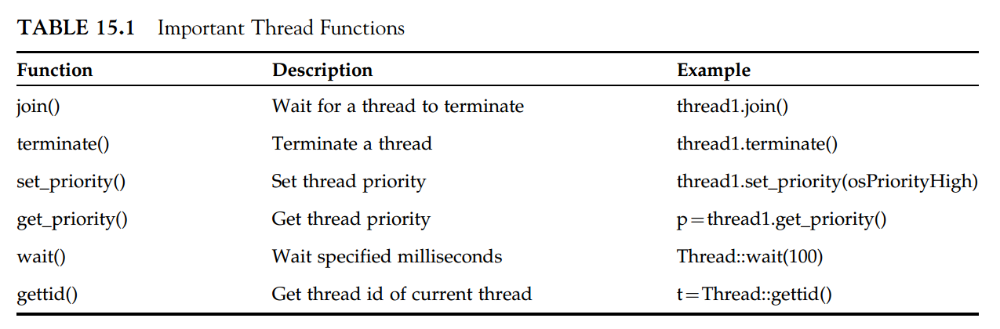 TABLE 15.1 Important Thread Functions
Function Description Example
join() Wait for a thread to terminate thread1.join()
terminate() Terminate a thread thread1.terminate()
set_priority() Set thread priority thread1.set_priority(osPriorityHigh)
get_priority() Get thread priority p=thread1.get_priority()
wait() Wait specified milliseconds Thread::wait(100)
gettid() Get thread id of current thread t=Thread::gettid()